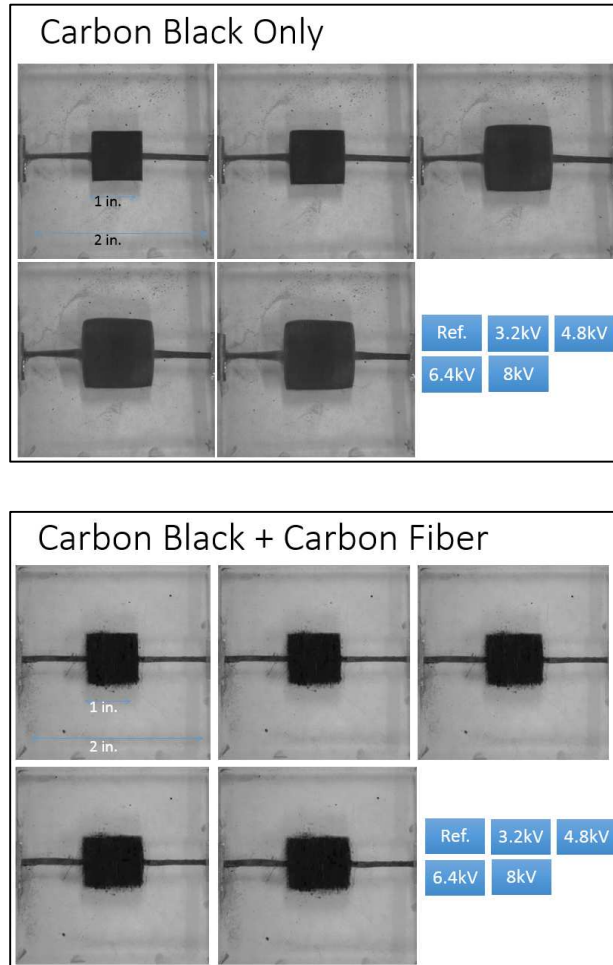 Carbon Black Only
1 in.
2 in.
Ref. 3.2kV 4.8kV
6.4kV 8kV
Carbon Black + Carbon Fiber
1 in.
2 in.
Ref. 3.2kV 4.8kV
6.4kV 8kV